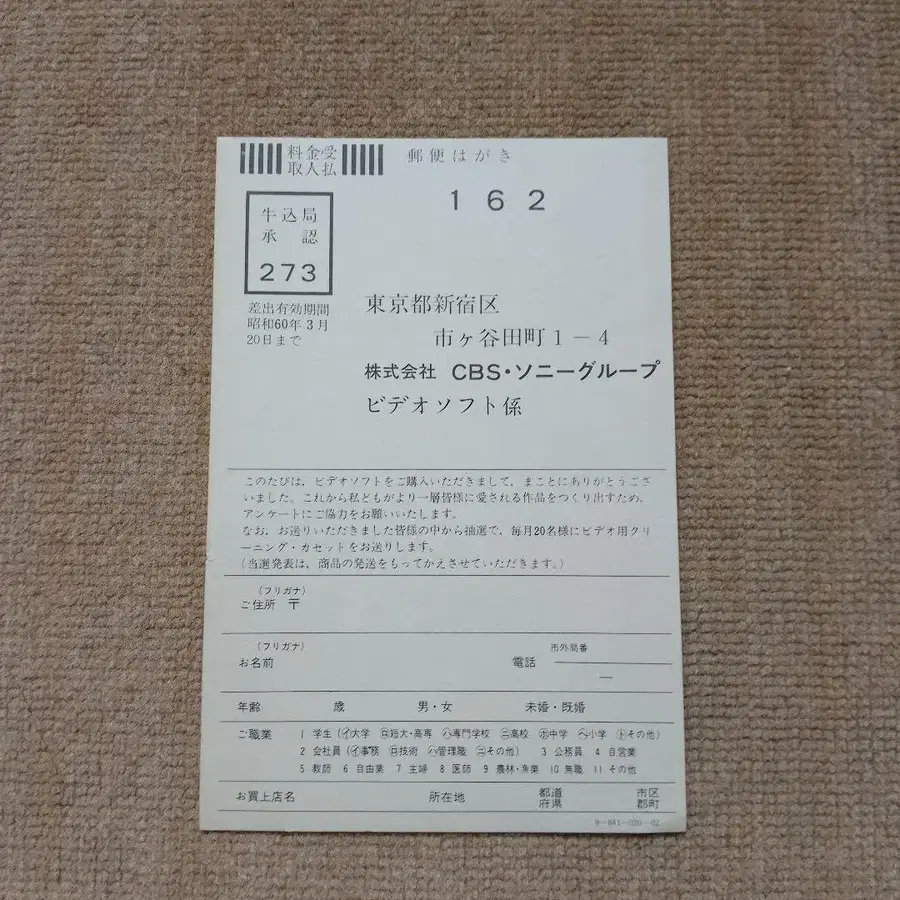 料金受
取人払
郵便はがき
162
牛込局
承認
273
差出有効期間
昭和60年3月
20日まで
東京都新宿区
市ヶ谷田町1-4
株式会社 CBS・ソニーグループ
ビデオソフト係
このたびは、ビデオソフトをご購入いただきまして、まことにありがとうござ
いました。これから私どもがより一層皆様に愛される作品をつくり出すため、
アンケートにご協力をお願いいたします。
なお、お送りいただきました皆様の中から抽選で、毎月20名様にビデオ用クリ
ーニング・カセットをお送りします。
(当選発表は、商品の発送をもってかえさせていただきます。)
(フリガナ)
ご住所 〒
(フリガナ)
お名前
市外局番
電話
—
年齢 歳 男・女 未婚・既婚
ご職業 1 学生(㋑大学 ㋺短大・高専 ㋩専門学校 ㋥高校 ㋭中学 ㋬小学 ㋣その他)
2 会社員(㋑事務 ㋺技術 ㋩管理職 ㋥その他) 3 公務員 4 自営業
5 教師 6 自由業 7 主婦 8 医師 9 農林・漁業 10 無職 11 その他
お買上店名 所在地 都道府県 市区郡町
9-841-020-02